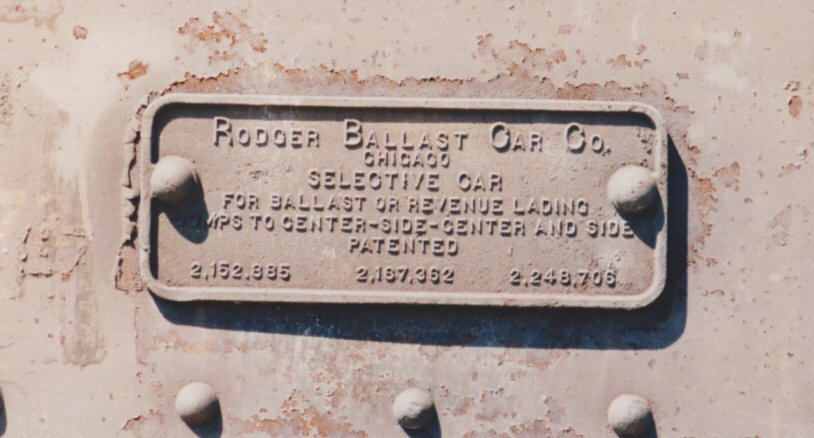 RODGER BALLAST CAR CO.
CHICAGO
SELECTIVE CAR
FOR BALLAST OR REVENUE LADING
DUMPS TO CENTER-SIDE-CENTER AND SIDE
PATENTED
2,152,885 2,187,362 2,248,706